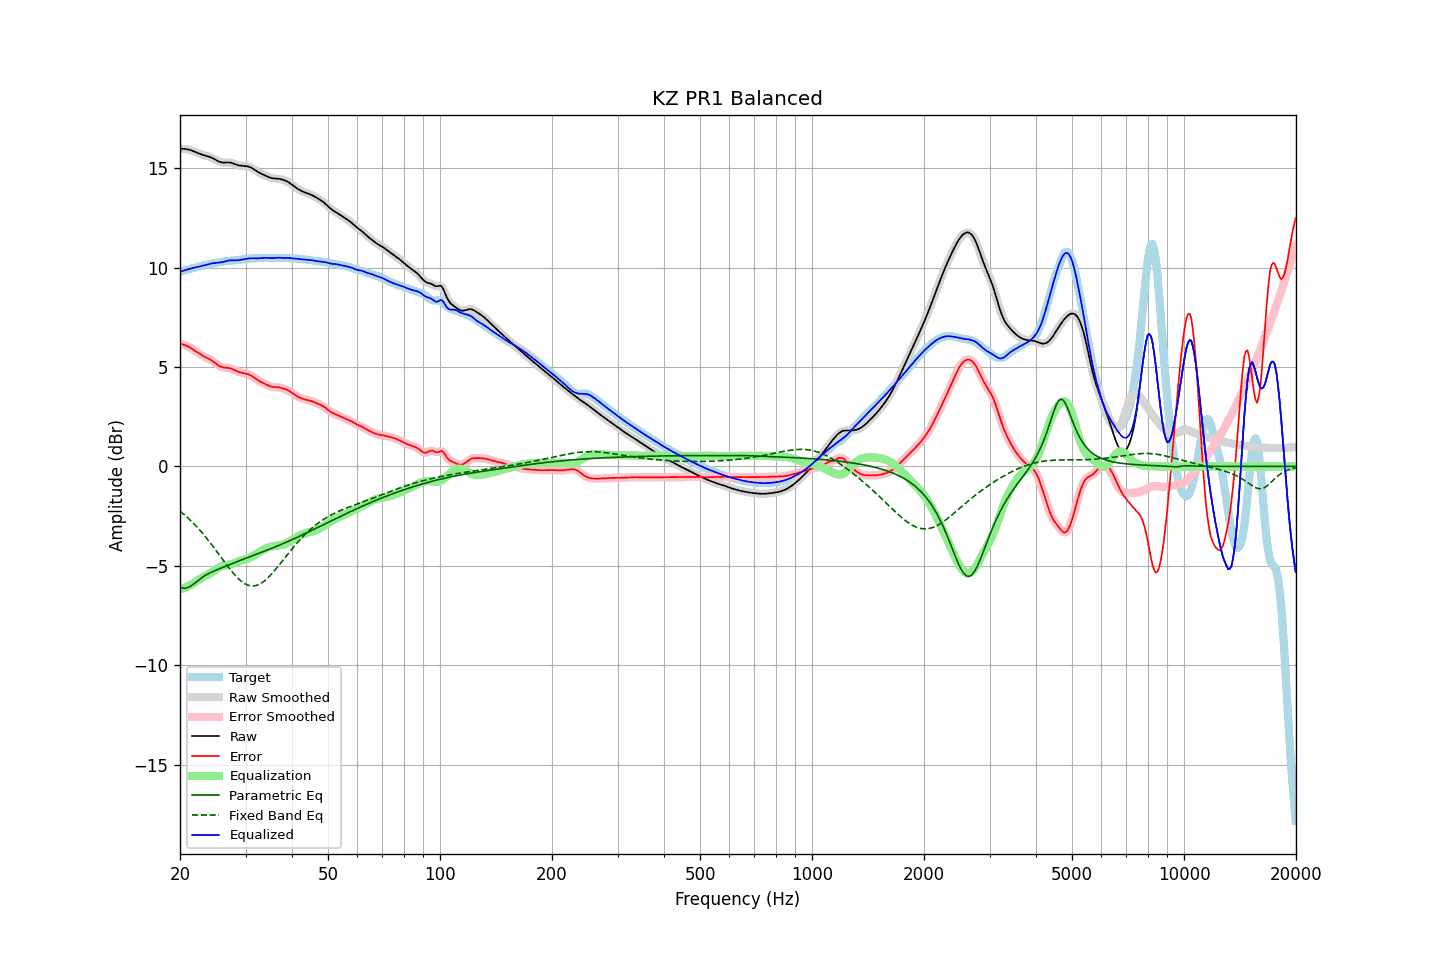 KZ PR1 Balanced
15
10
5
0
−5
−10
−15
Amplitude (dBr)
Target
Raw Smoothed
Error Smoothed
Raw
Error
Equalization
Parametric Eq
Fixed Band Eq
Equalized
20 50 100 200 500 1000 2000 5000 10000 20000
Frequency (Hz)